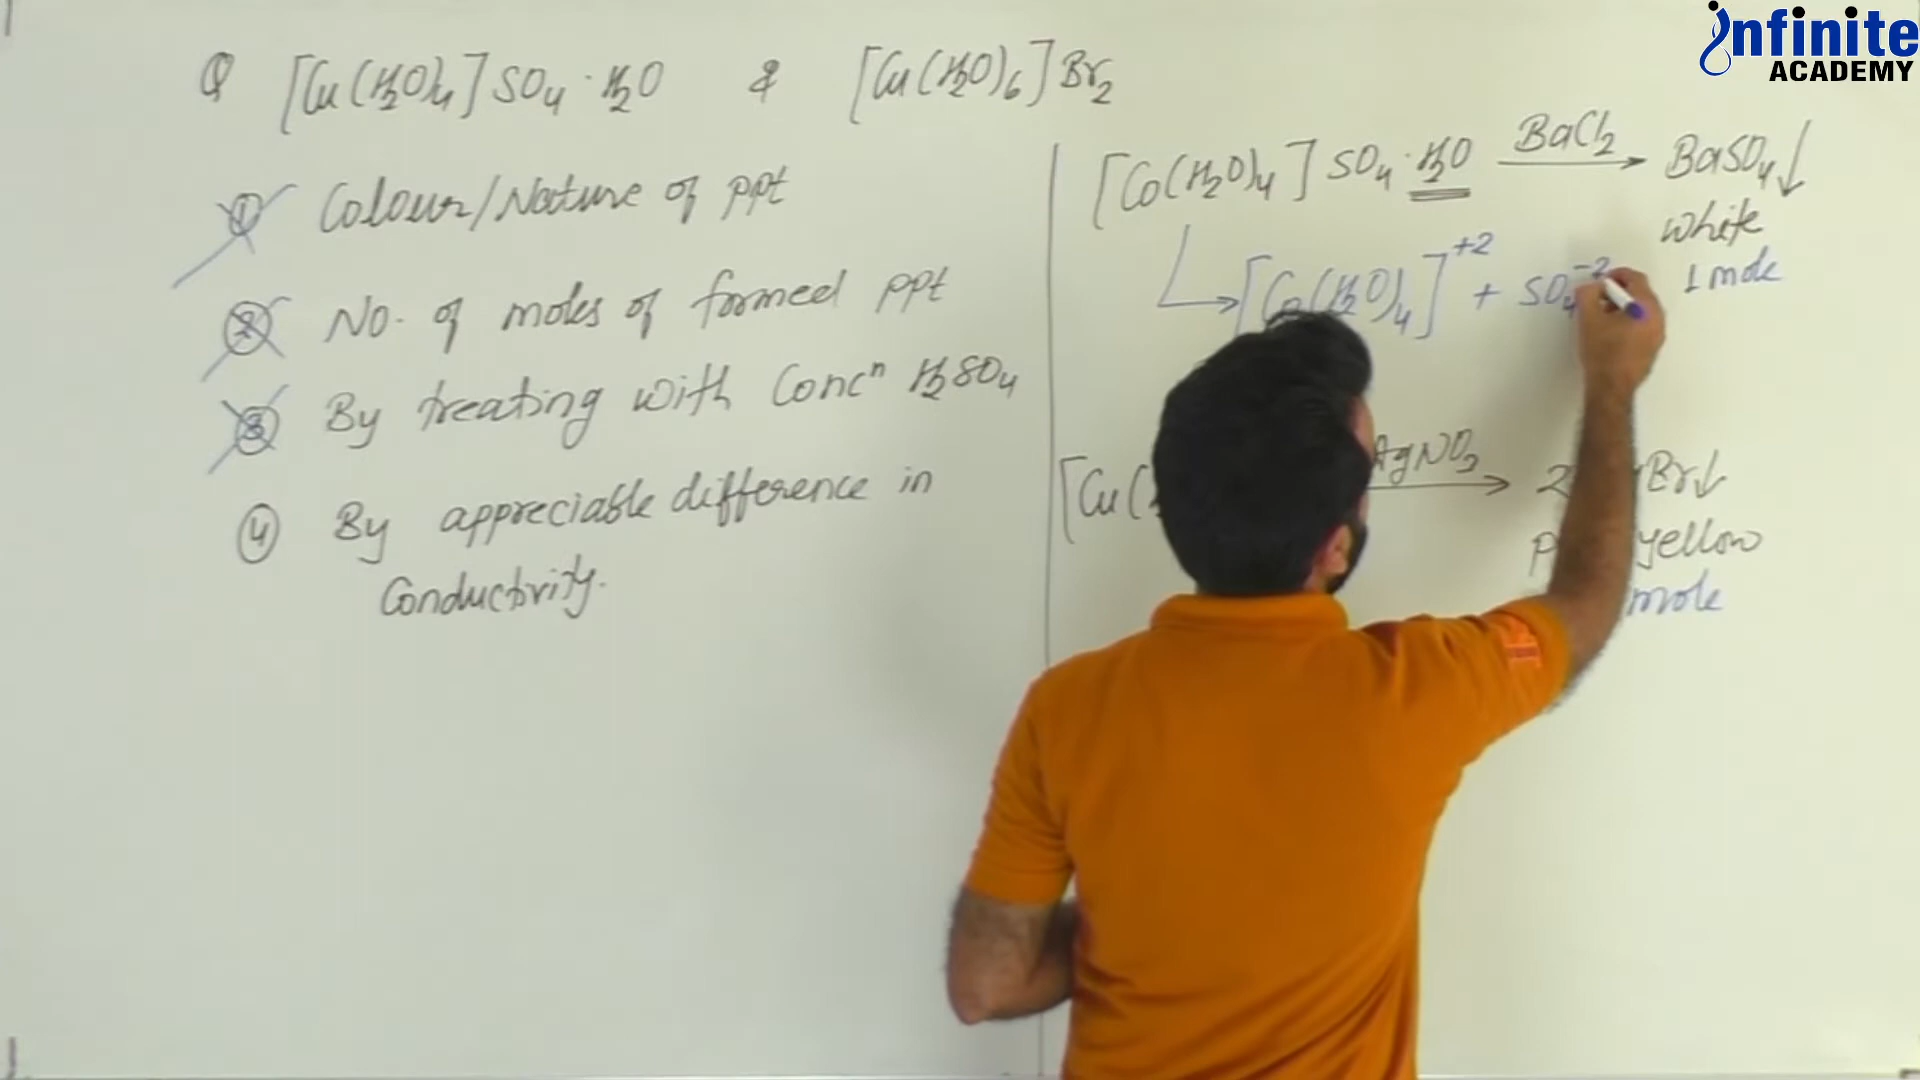 Q [Cu(H2O)4]SO4·H2O & [Cu(H2O)6]Br2
① Colour/Nature of ppt
② No. of moles of formed ppt
③ By treating with Concⁿ H2SO4
④ By appreciable difference in
Conductivity.
[Co(H2O)4]SO4·H2O BaCl2→ BaSO4↓
white
1 mole
[Co(H2O)4]+2 + SO4-2
[Cu( AgNO3→ 2 Br↓
yellow
mole
infinite
ACADEMY